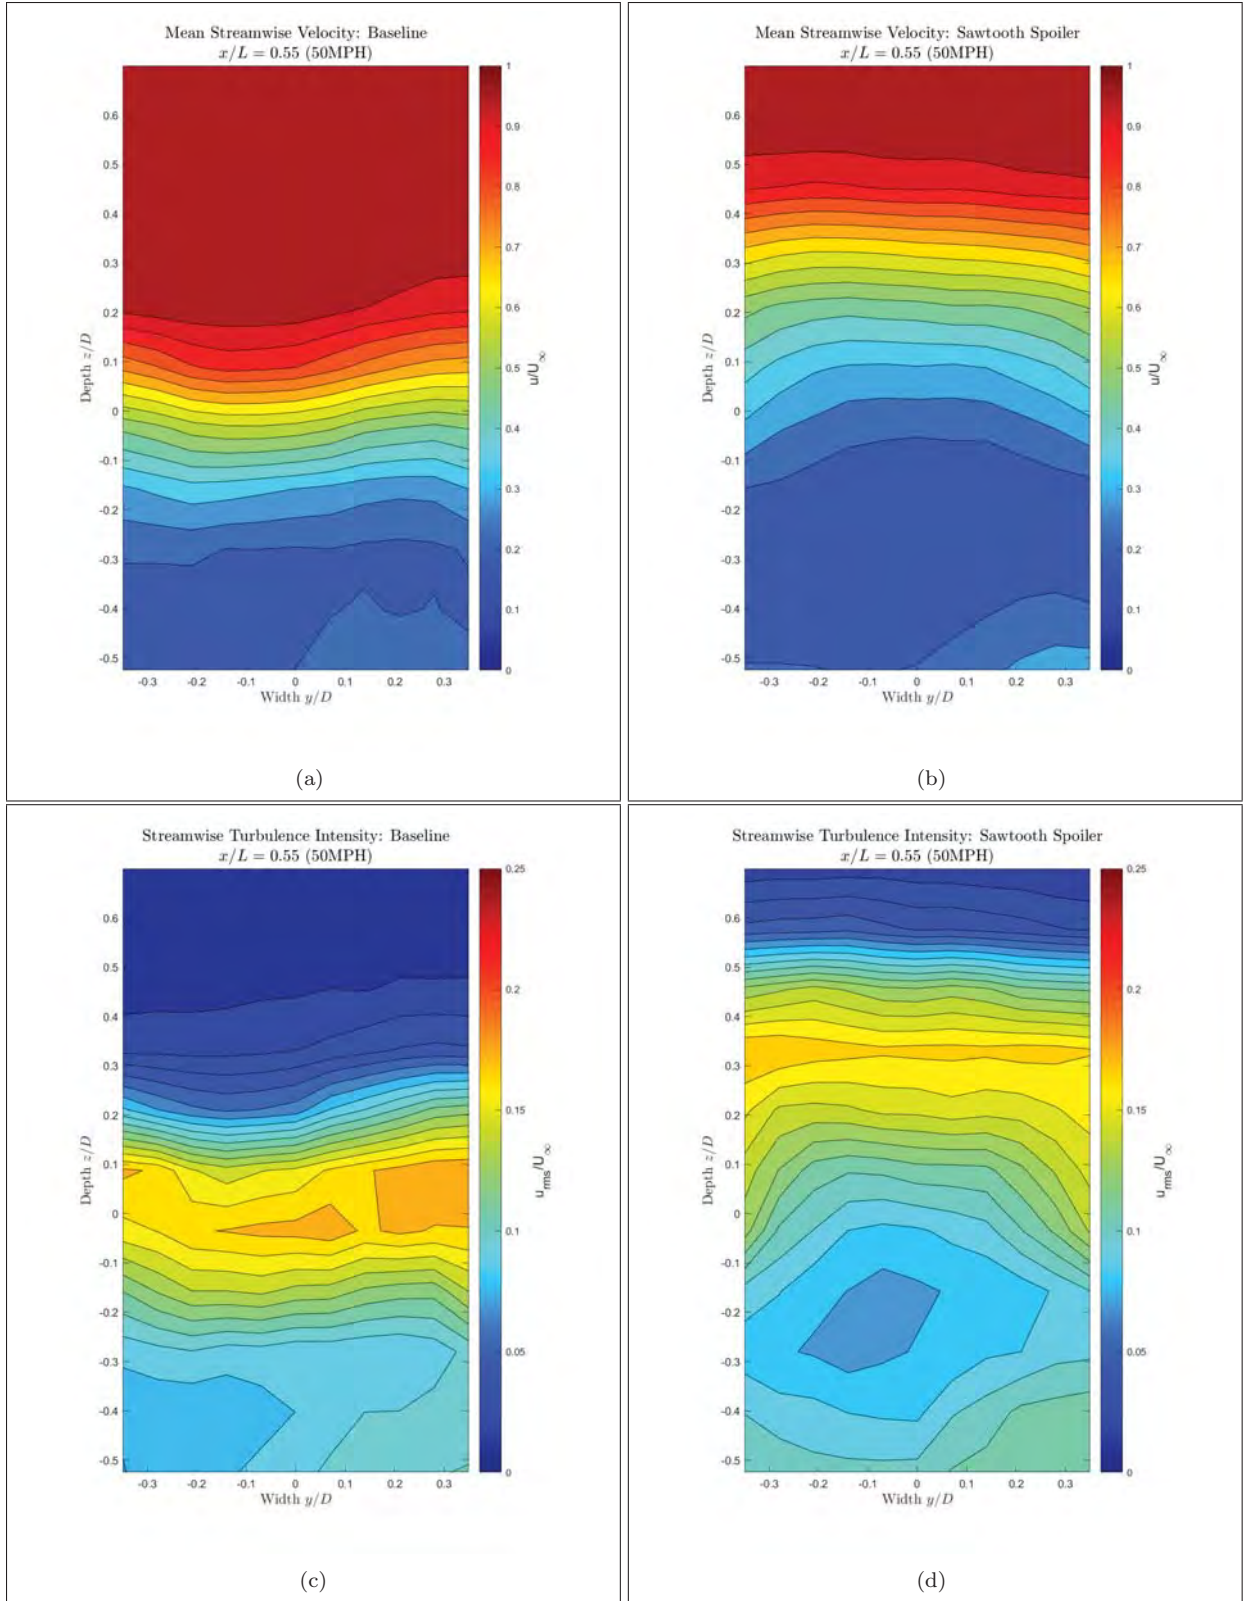 Mean Streamwise Velocity: Baseline
x/L = 0.55 (50MPH)
0.6
0.5
0.4
0.3
0.2
0.1
0
-0.1
-0.2
-0.3
-0.4
-0.5
Depth z/D
-0.3 -0.2 -0.1 0 0.1 0.2 0.3
Width y/D
1
0.9
0.8
0.7
0.6
0.5
0.4
0.3
0.2
0.1
0
u/U∞
(a)
Mean Streamwise Velocity: Sawtooth Spoiler
x/L = 0.55 (50MPH)
0.6
0.5
0.4
0.3
0.2
0.1
0
-0.1
-0.2
-0.3
-0.4
-0.5
Depth z/D
-0.3 -0.2 -0.1 0 0.1 0.2 0.3
Width y/D
1
0.9
0.8
0.7
0.6
0.5
0.4
0.3
0.2
0.1
0
u/U∞
(b)
Streamwise Turbulence Intensity: Baseline
x/L = 0.55 (50MPH)
0.6
0.5
0.4
0.3
0.2
0.1
0
-0.1
-0.2
-0.3
-0.4
-0.5
Depth z/D
-0.3 -0.2 -0.1 0 0.1 0.2 0.3
Width y/D
0.25
0.2
0.15
0.1
0.05
0
u_rms/U∞
(c)
Streamwise Turbulence Intensity: Sawtooth Spoiler
x/L = 0.55 (50MPH)
0.6
0.5
0.4
0.3
0.2
0.1
0
-0.1
-0.2
-0.3
-0.4
-0.5
Depth z/D
-0.3 -0.2 -0.1 0 0.1 0.2 0.3
Width y/D
0.25
0.2
0.15
0.1
0.05
0
u_rms/U∞
(d)